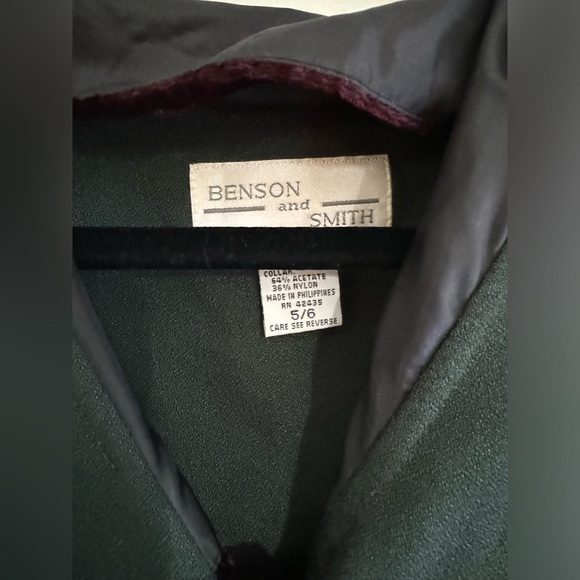 BENSON
and
SMITH
COLLAR:
64% ACETATE
36% NYLON
MADE IN PHILIPPINES
RN 42435
5/6
CARE SEE REVERSE